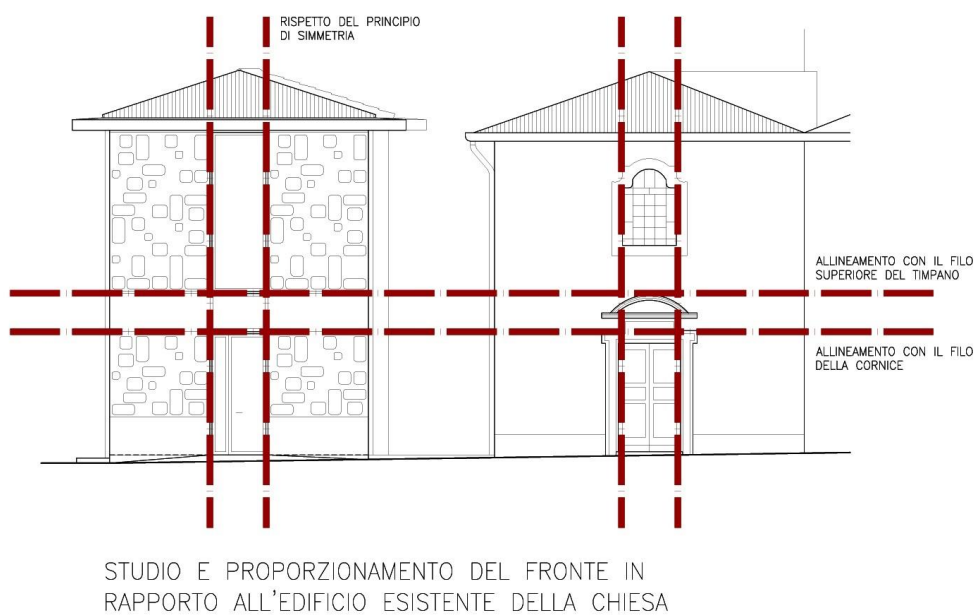 RISPETTO DEL PRINCIPIO
DI SIMMETRIA
ALLINEAMENTO CON IL FILO
SUPERIORE DEL TIMPANO
ALLINEAMENTO CON IL FILO
DELLA CORNICE
STUDIO E PROPORZIONAMENTO DEL FRONTE IN
RAPPORTO ALL'EDIFICIO ESISTENTE DELLA CHIESA